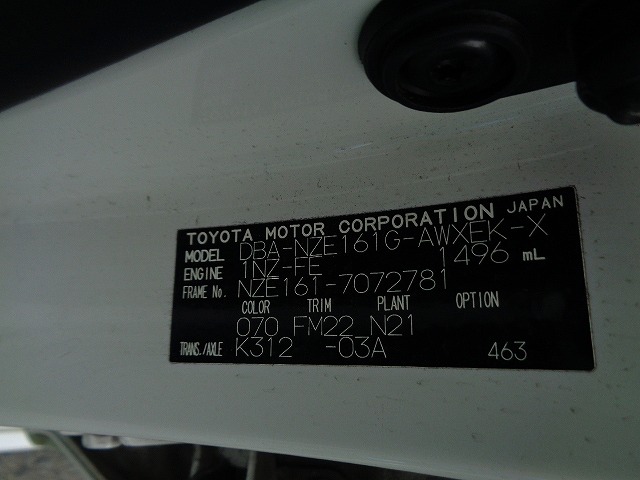 TOYOTA MOTOR CORPORATION JAPAN
MODEL DBA-NZE161G-AWXEK-X
ENGINE 1NZ-FE 1496 mL
FRAME No. NZE161-7072781
COLOR TRIM PLANT OPTION
070 FM22 N21
TRANS./AXLE K312 -03A 463